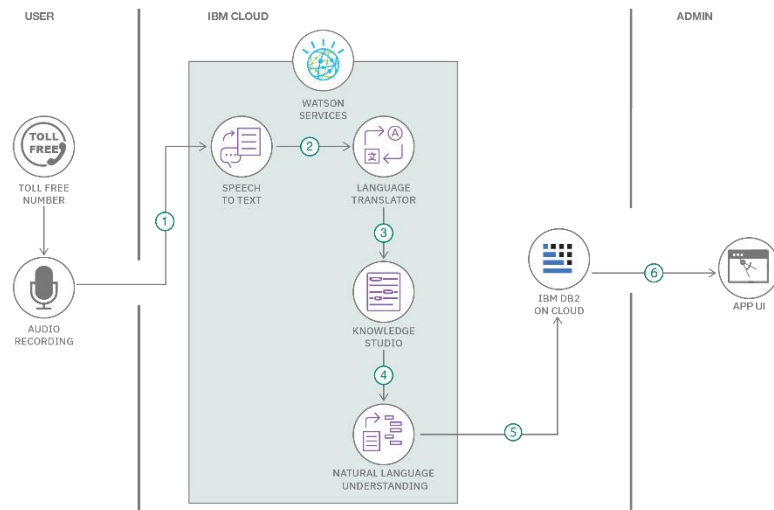 USER
IBM CLOUD
ADMIN
WATSON
SERVICES
TOLL
FREE
TOLL FREE
NUMBER
1
SPEECH
TO TEXT
2
A
文
LANGUAGE
TRANSLATOR
3
AUDIO
RECORDING
KNOWLEDGE
STUDIO
4
NATURAL LANGUAGE
UNDERSTANDING
5
IBM DB2
ON CLOUD
6
APP UI